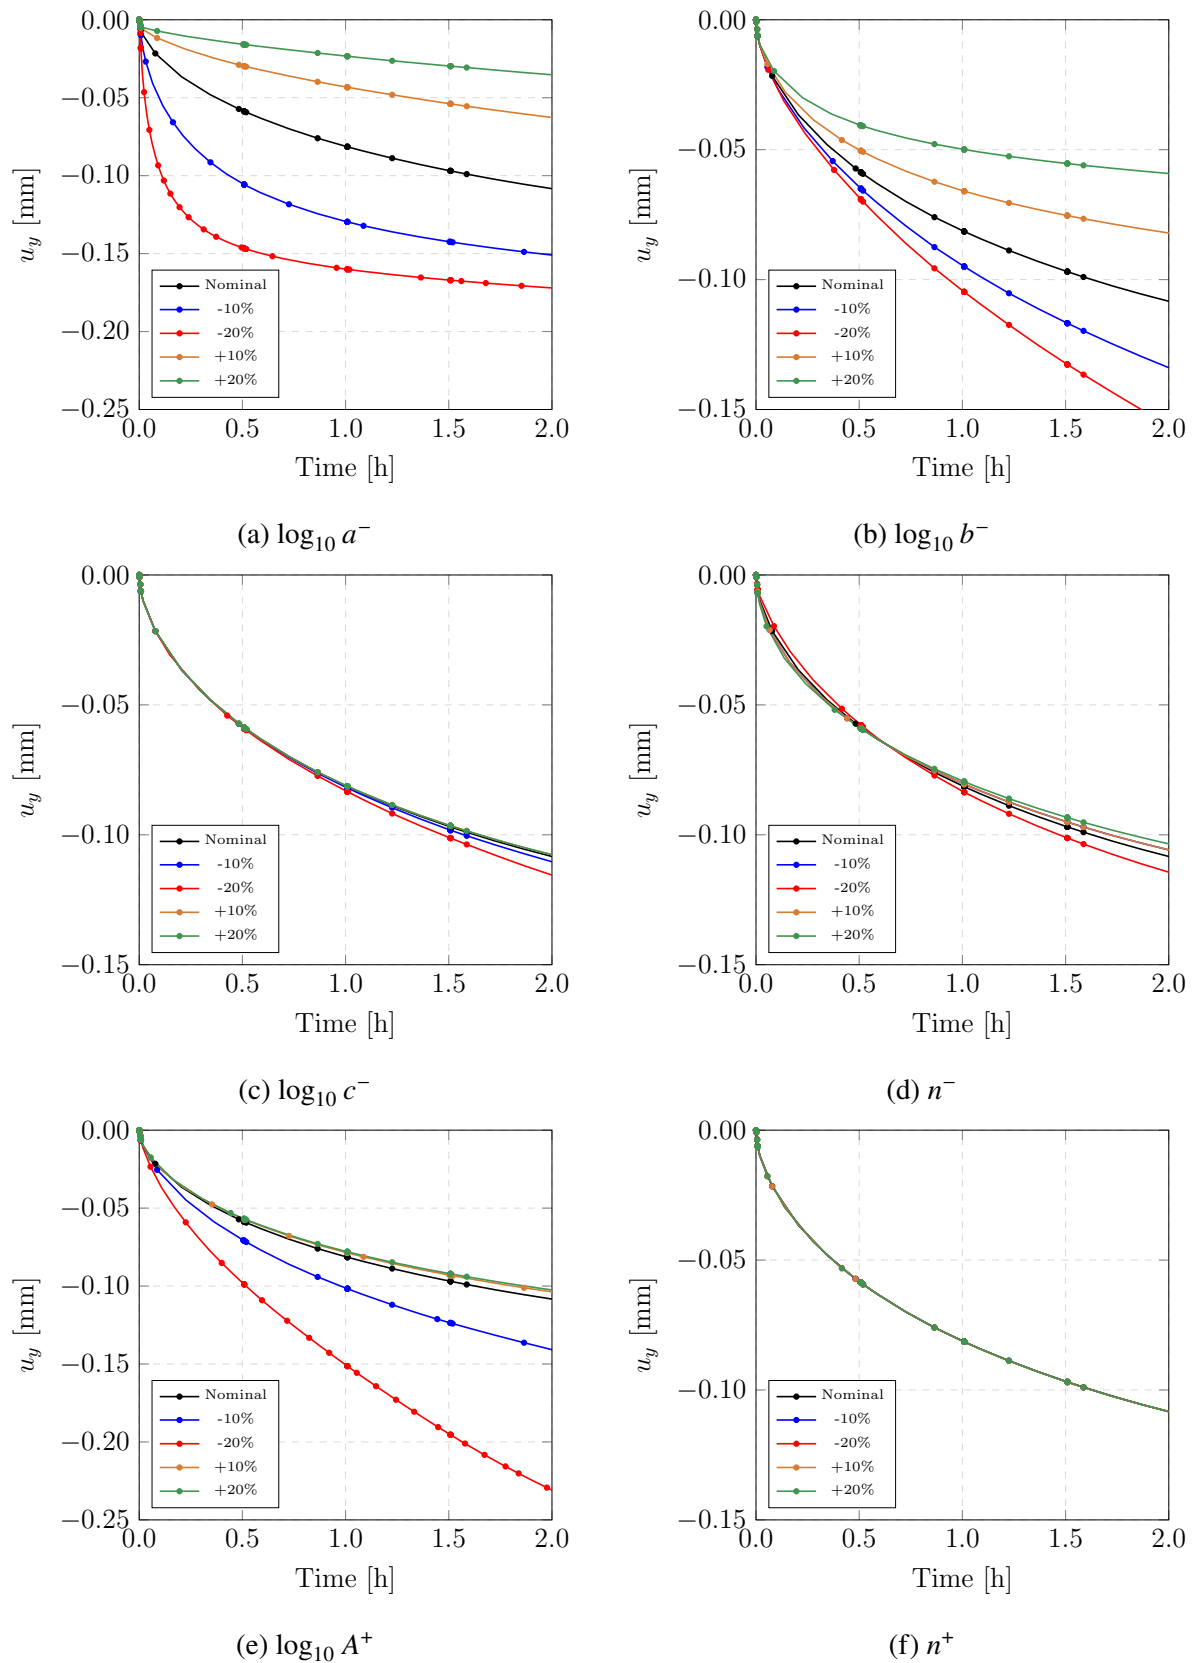 0.00
−0.05
−0.10
−0.15
−0.20
−0.25
u_y [mm]
Nominal
-10%
-20%
+10%
+20%
0.0 0.5 1.0 1.5 2.0
Time [h]
(a) log₁₀ a⁻
0.00
−0.05
−0.10
−0.15
u_y [mm]
Nominal
-10%
-20%
+10%
+20%
0.0 0.5 1.0 1.5 2.0
Time [h]
(b) log₁₀ b⁻
0.00
−0.05
−0.10
−0.15
u_y [mm]
Nominal
-10%
-20%
+10%
+20%
0.0 0.5 1.0 1.5 2.0
Time [h]
(c) log₁₀ c⁻
0.00
−0.05
−0.10
−0.15
u_y [mm]
Nominal
-10%
-20%
+10%
+20%
0.0 0.5 1.0 1.5 2.0
Time [h]
(d) n⁻
0.00
−0.05
−0.10
−0.15
−0.20
−0.25
u_y [mm]
Nominal
-10%
-20%
+10%
+20%
0.0 0.5 1.0 1.5 2.0
Time [h]
(e) log₁₀ A⁺
0.00
−0.05
−0.10
−0.15
u_y [mm]
Nominal
-10%
-20%
+10%
+20%
0.0 0.5 1.0 1.5 2.0
Time [h]
(f) n⁺